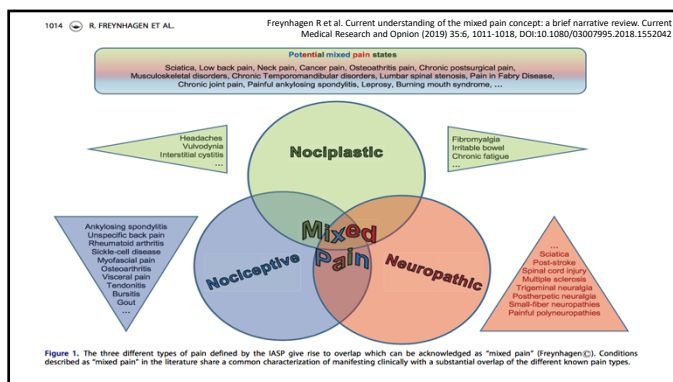 1014 R. FREYNHAGEN ET AL.
Freynhagen R et al. Current understanding of the mixed pain concept: a brief narrative review. Current
Medical Research and Opnion (2019) 35:6, 1011-1018, DOI:10.1080/03007995.2018.1552042
Potential mixed pain states
Sciatica, Low back pain, Neck pain, Cancer pain, Osteoarthitis pain, Chronic postsurgical pain,
Musculoskeletal disorders, Chronic Temporomandibular disorders, Lumbar spinal stenosis, Pain in Fabry Disease,
Chronic joint pain, Painful ankylosing spondylitis, Leprosy, Burning mouth syndrome, ...
Headaches
Vulvodynia
Interstitial cystitis
...
Nociplastic
Fibromyalgia
Irritable bowel
Chronic fatigue
...
Mixed
Pain
Nociceptive
Neuropathic
Ankylosing spondylitis
Unspecific back pain
Rheumatoid arthritis
Sickle-cell disease
Myofascial pain
Osteoarthritis
Visceral pain
Tendonitis
Bursitis
Gout
...
...
Sciatica
Post-stroke
Spinal cord injury
Multiple sclerosis
Trigeminal neuralgia
Postherpetic neuralgia
Small-fiber neuropathies
Painful polyneuropathies
Figure 1. The three different types of pain defined by the IASP give rise to overlap which can be acknowledged as "mixed pain" (Freynhagen©). Conditions
described as "mixed pain" in the literature share a common characterization of manifesting clinically with a substantial overlap of the different known pain types.